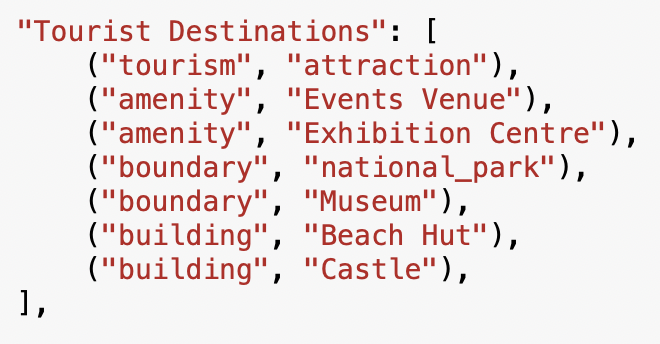 "Tourist Destinations": [
    ("tourism", "attraction"),
    ("amenity", "Events Venue"),
    ("amenity", "Exhibition Centre"),
    ("boundary", "national_park"),
    ("boundary", "Museum"),
    ("building", "Beach Hut"),
    ("building", "Castle"),
],